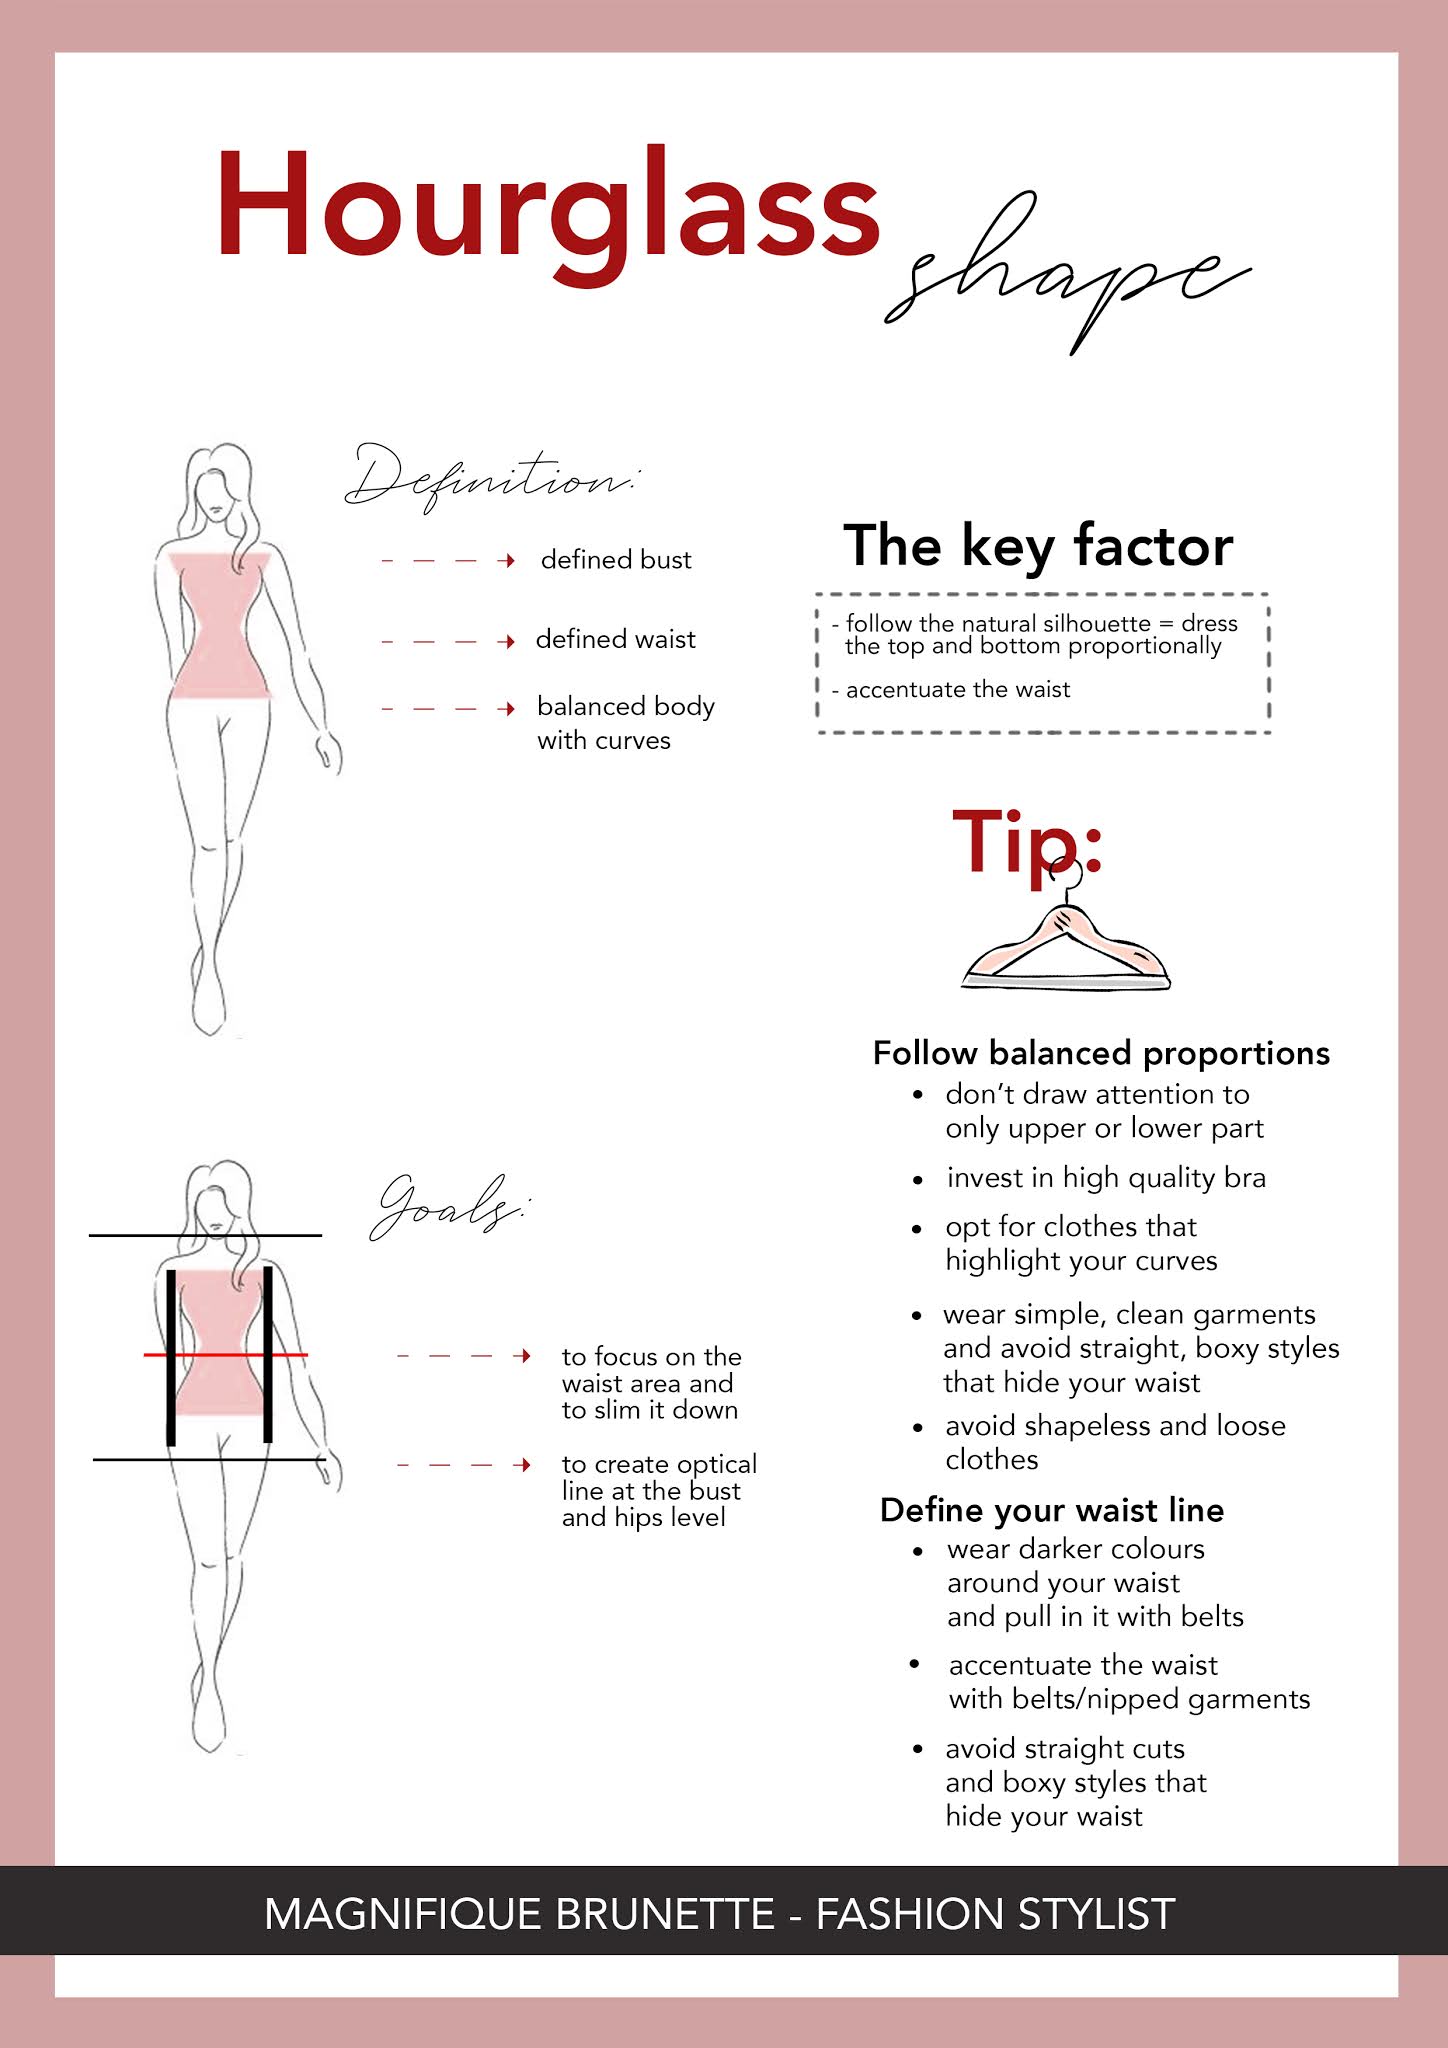 Hourglass
shape
Definition:
defined bust
defined waist
balanced body
with curves
The key factor
- follow the natural silhouette = dress
the top and bottom proportionally
- accentuate the waist
Tip:
Follow balanced proportions
• don’t draw attention to
only upper or lower part
• invest in high quality bra
• opt for clothes that
highlight your curves
• wear simple, clean garments
and avoid straight, boxy styles
that hide your waist
• avoid shapeless and loose
clothes
Define your waist line
• wear darker colours
around your waist
and pull in it with belts
• accentuate the waist
with belts/nipped garments
• avoid straight cuts
and boxy styles that
hide your waist
Goals:
to focus on the
waist area and
to slim it down
to create optical
line at the bust
and hips level
MAGNIFIQUE BRUNETTE - FASHION STYLIST